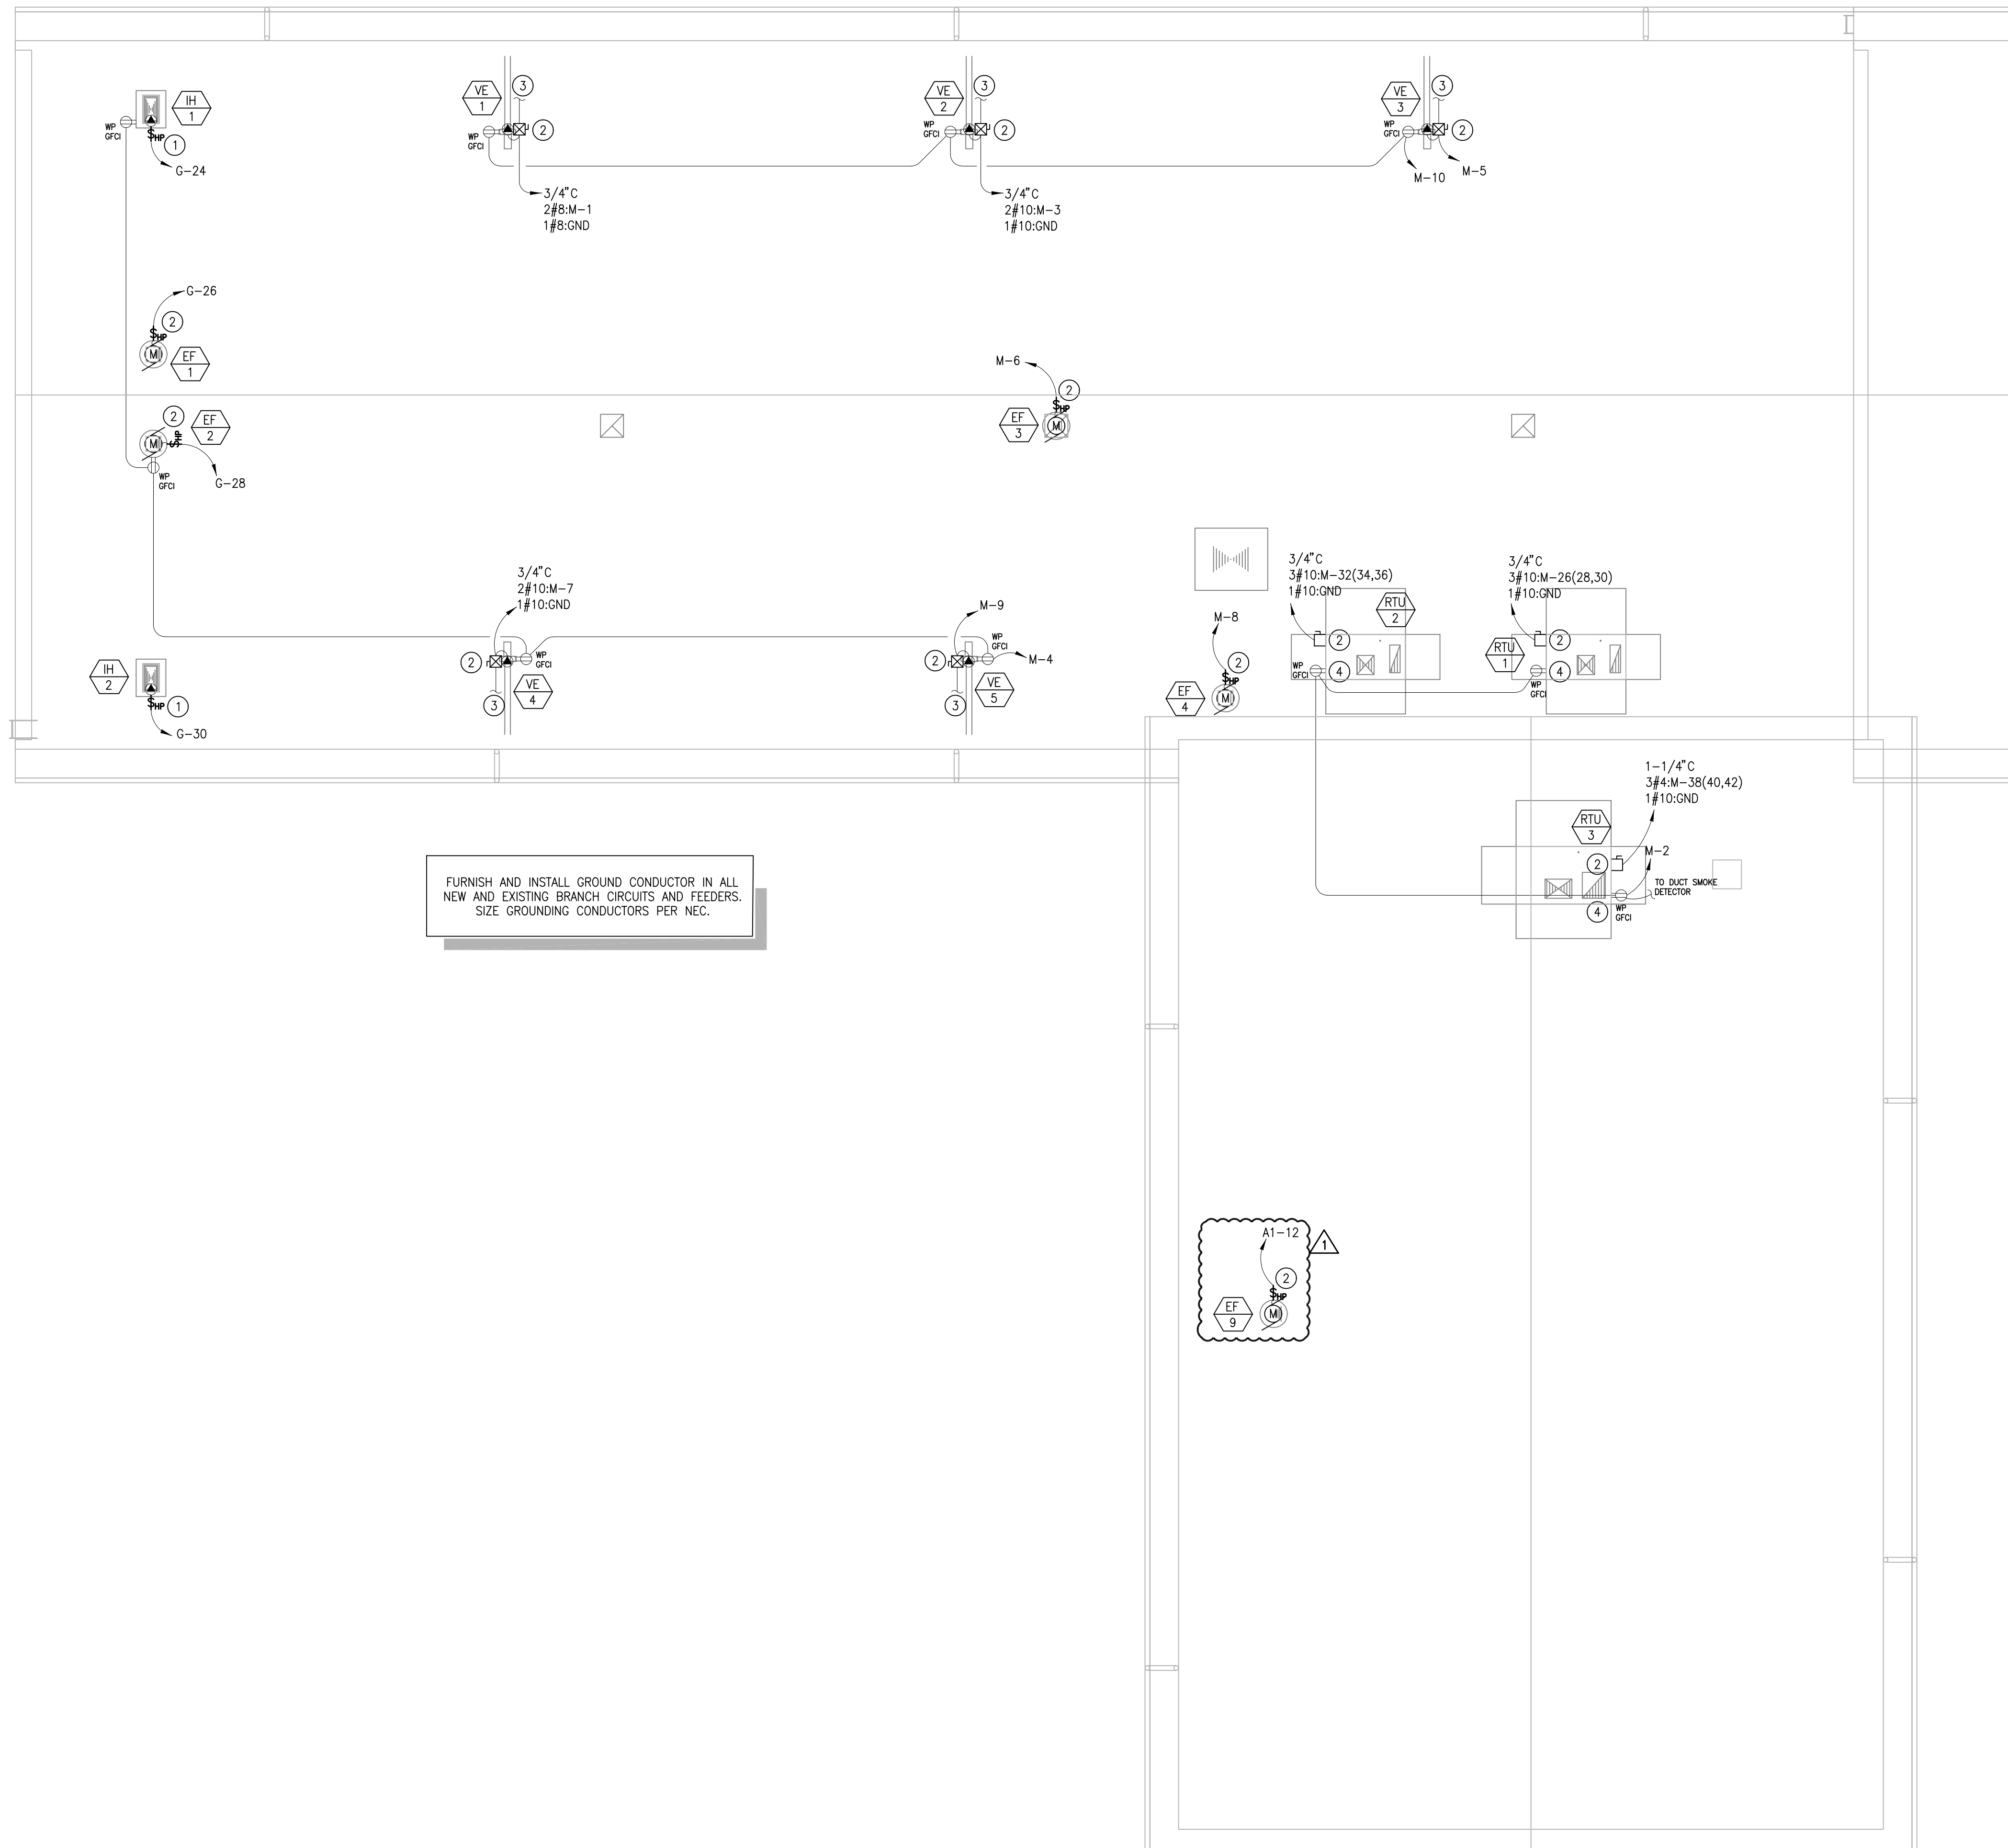 IH
1
WP
GFCI
$HP
1
G-24
VE
1
3
WP
GFCI
2
3/4"C
2#8:M-1
1#8:GND
VE
2
3
WP
GFCI
2
3/4"C
2#10:M-3
1#10:GND
VE
3
3
WP
GFCI
2
M-10
M-5
G-26
2
$HP
M
EF
1
2
EF
2
M
$HP
WP
GFCI
G-28
M-6
2
$HP
EF
3
M
3/4"C
2#10:M-7
1#10:GND
2
WP
GFCI
VE
4
3
M-9
WP
GFCI
2
M-4
VE
5
3
IH
2
$HP
1
G-30
M-8
2
$HP
EF
4
M
3/4"C
3#10:M-32(34,36)
1#10:GND
RTU
2
2
WP
GFCI
4
3/4"C
3#10:M-26(28,30)
1#10:GND
RTU
1
2
4
WP
GFCI
1-1/4"C
3#4:M-38(40,42)
1#10:GND
RTU
3
M-2
2
TO DUCT SMOKE
DETECTOR
4
WP
GFCI
FURNISH AND INSTALL GROUND CONDUCTOR IN ALL
NEW AND EXISTING BRANCH CIRCUITS AND FEEDERS.
SIZE GROUNDING CONDUCTORS PER NEC.
A1-12
1
2
$HP
EF
9
M